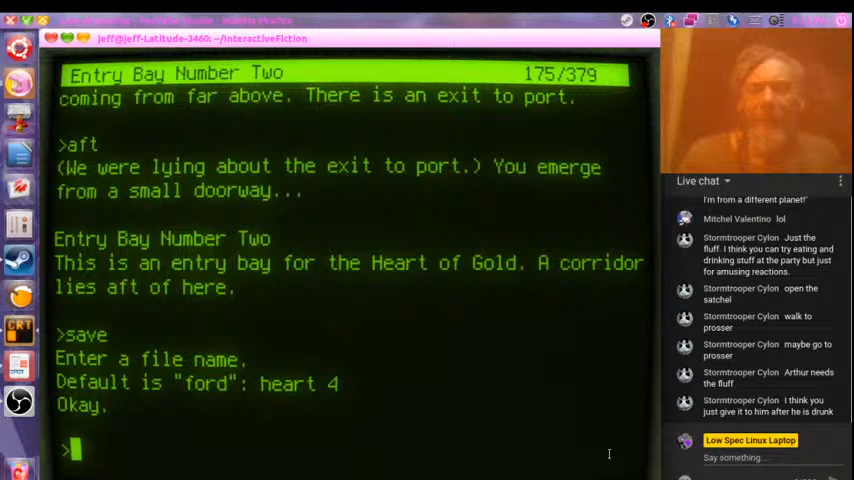 jeff@jeff-Latitude-3460: ~/InteractiveFiction
Entry Bay Number Two 175/379
coming from far above. There is an exit to port.
>aft
(We were lying about the exit to port.) You emerge
from a small doorway...
Entry Bay Number Two
This is an entry bay for the Heart of Gold. A corridor
lies aft of here.
>save
Enter a file name.
Default is "ford": heart 4
Okay.
>
CRT
Live chat
I'm from a different planet!"
Mitchel Valentino lol
Stormtrooper Cylon Just the
fluff. I think you can try eating and
drinking stuff at the party but just
for amusing reactions.
Stormtrooper Cylon open the
satchel
Stormtrooper Cylon walk to
prosser
Stormtrooper Cylon maybe go to
prosser
Stormtrooper Cylon Arthur needs
the fluff
Stormtrooper Cylon I think you
just give it to him after he is drunk
Low Spec Linux Laptop
Say something...